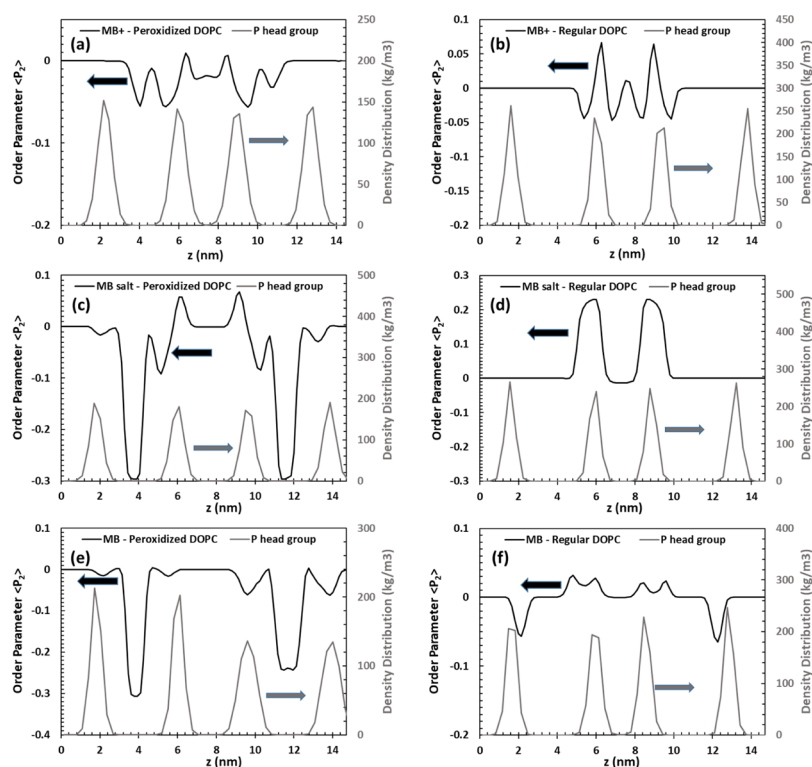 (a)
MB+ - Peroxidized DOPC
P head group
Order Parameter <P₂>
0.1
0
-0.1
-0.2
250
200
150
100
50
0
Density Distribution (kg/m3)
0 2 4 6 8 10 12 14
z (nm)
(b)
MB+ - Regular DOPC
P head group
Order Parameter <P₂>
0.1
0.05
0
-0.05
-0.1
-0.15
-0.2
450
400
350
300
250
200
150
100
50
0
Density Distribution (kg/m3)
0 2 4 6 8 10 12 14
z (nm)
(c)
MB salt - Peroxidized DOPC
P head group
Order Parameter <P₂>
0.1
0
-0.1
-0.2
-0.3
500
400
300
200
100
0
Density Distribution (kg/m3)
0 2 4 6 8 10 12 14
z (nm)
(d)
MB salt - Regular DOPC
P head group
Order Parameter <P₂>
0.3
0.2
0.1
0
-0.1
-0.2
-0.3
500
400
300
200
100
0
Density Distribution (kg/m3)
0 2 4 6 8 10 12 14
z (nm)
(e)
MB - Peroxidized DOPC
P head group
Order Parameter <P₂>
0.1
0
-0.1
-0.2
-0.3
-0.4
300
200
100
0
Density Distribution (kg/m3)
0 2 4 6 8 10 12 14
z (nm)
(f)
MB - Regular DOPC
P head group
Order Parameter <P₂>
0.1
0
-0.1
-0.2
400
300
200
100
0
Density Distribution (kg/m3)
0 2 4 6 8 10 12 14
z (nm)